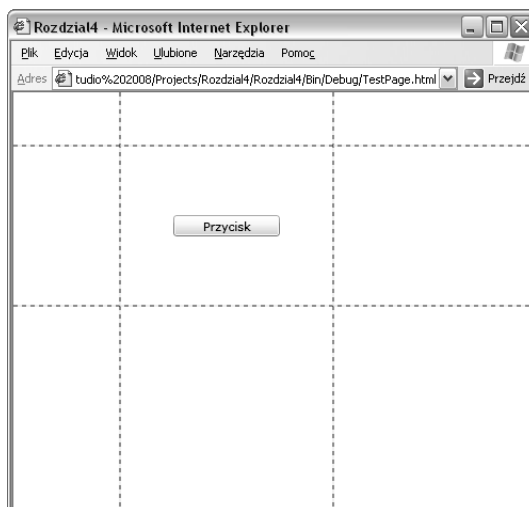 Rozdział4 - Microsoft Internet Explorer
Plik Edycja Widok Ulubione Narzędzia Pomoc
Adres tudio%202008/Projects/Rozdzial4/Rozdzial4/Bin/Debug/TestPage.html Przejdź
Przycisk